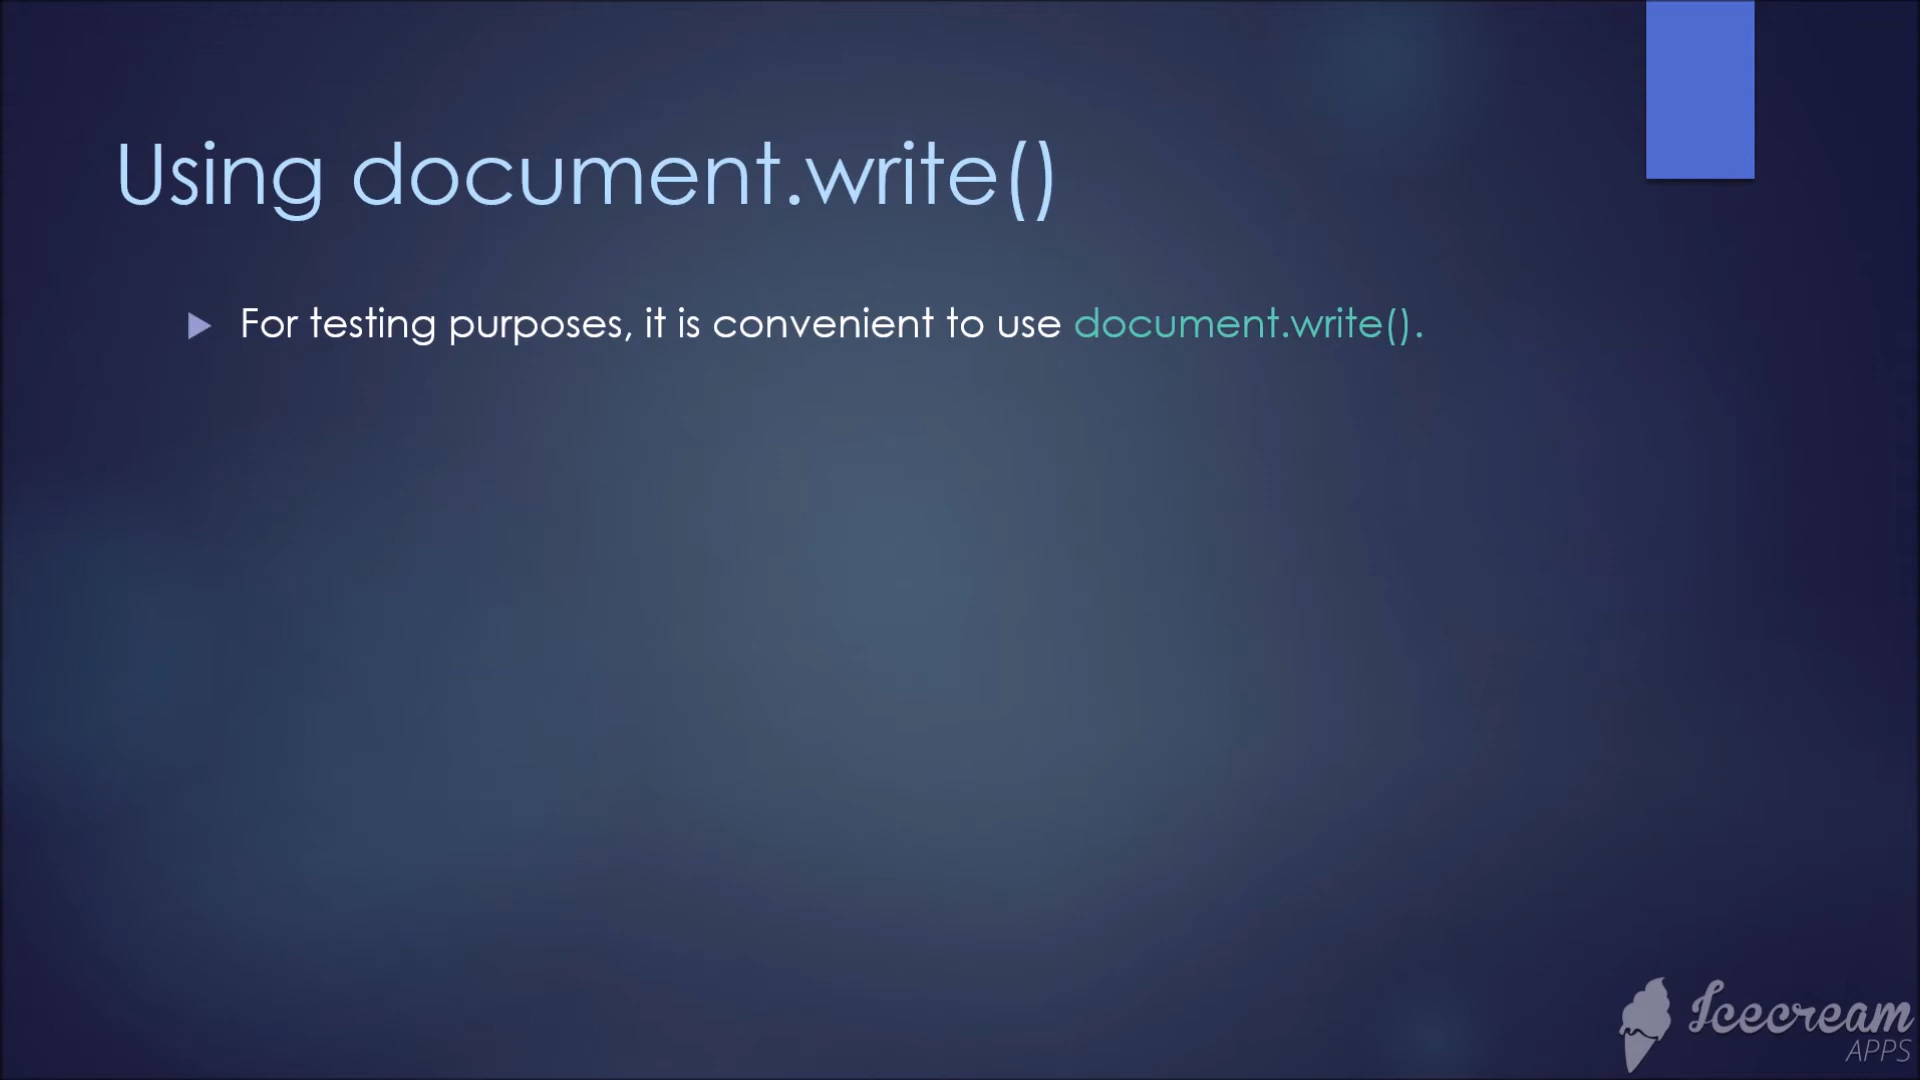 Using document.write()
For testing purposes, it is convenient to use document.write().
Icecream
APPS